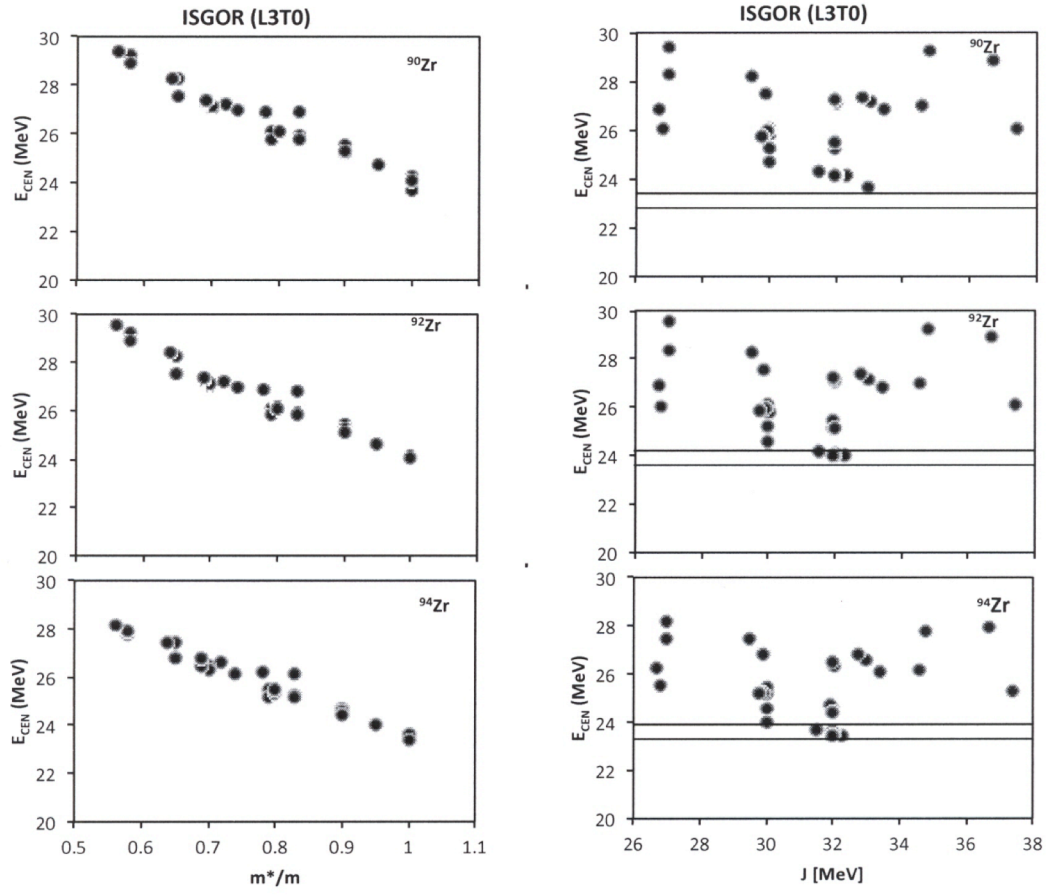 ISGOR (L3T0)
30
28
26
24
22
20
E_CEN (MeV)
⁹⁰Zr
30
28
26
24
22
20
E_CEN (MeV)
⁹²Zr
30
28
26
24
22
20
E_CEN (MeV)
⁹⁴Zr
0.5 0.6 0.7 0.8 0.9 1 1.1
m*/m
ISGOR (L3T0)
30
28
26
24
22
20
E_CEN (MeV)
⁹⁰Zr
30
28
26
24
22
20
E_CEN (MeV)
⁹²Zr
30
28
26
24
22
20
E_CEN (MeV)
⁹⁴Zr
26 28 30 32 34 36 38
J [MeV]